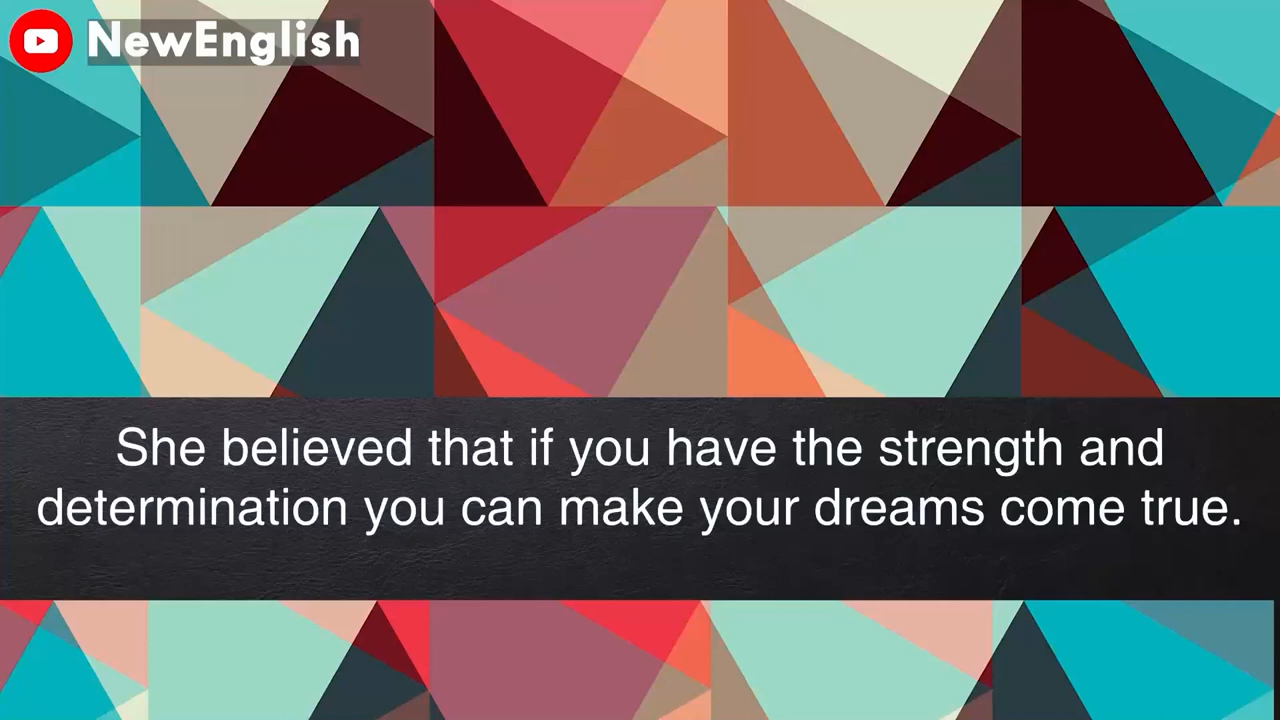 NewEnglish
She believed that if you have the strength and
determination you can make your dreams come true.